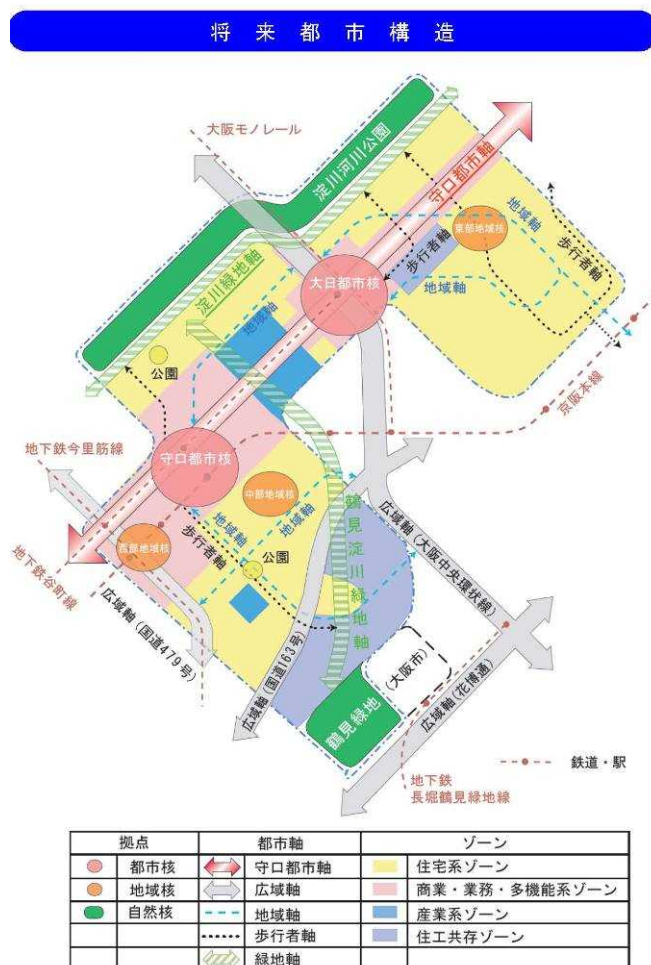 将来都市構造
大阪モノレール
淀川河川公園
守口都市軸
地域軸
東部地域核
歩行者軸
歩行者軸
淀川緑地軸
大日都市核
地域軸
地域軸
公園
京阪本線
地下鉄今里筋線
守口都市核
中部地域核
地域軸
地域軸
鶴見淀川緑地軸
広域軸(大阪中央環状線)
西部地域核
歩行者軸
公園
地下鉄谷町線
広域軸(国道479号)
広域軸(国道163号)
(大阪市)
広域軸(花博通)
鶴見緑地
鉄道・駅
地下鉄
長堀鶴見緑地線
拠点 都市軸 ゾーン
都市核 守口都市軸 住宅系ゾーン
地域核 広域軸 商業・業務・多機能系ゾーン
自然核 地域軸 産業系ゾーン
歩行者軸 住工共存ゾーン
緑地軸